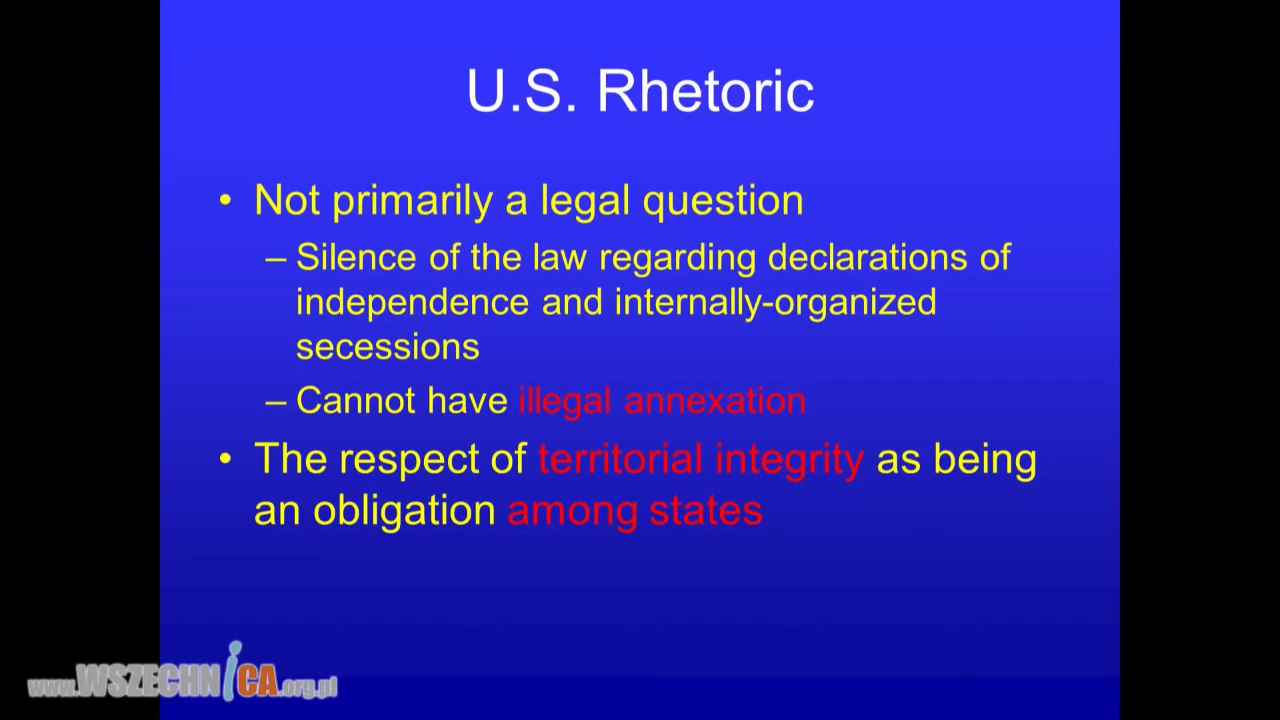 U.S. Rhetoric
• Not primarily a legal question
– Silence of the law regarding declarations of
independence and internally-organized
secessions
– Cannot have illegal annexation
• The respect of territorial integrity as being
an obligation among states
www.WSZECHNiCA.org.pl